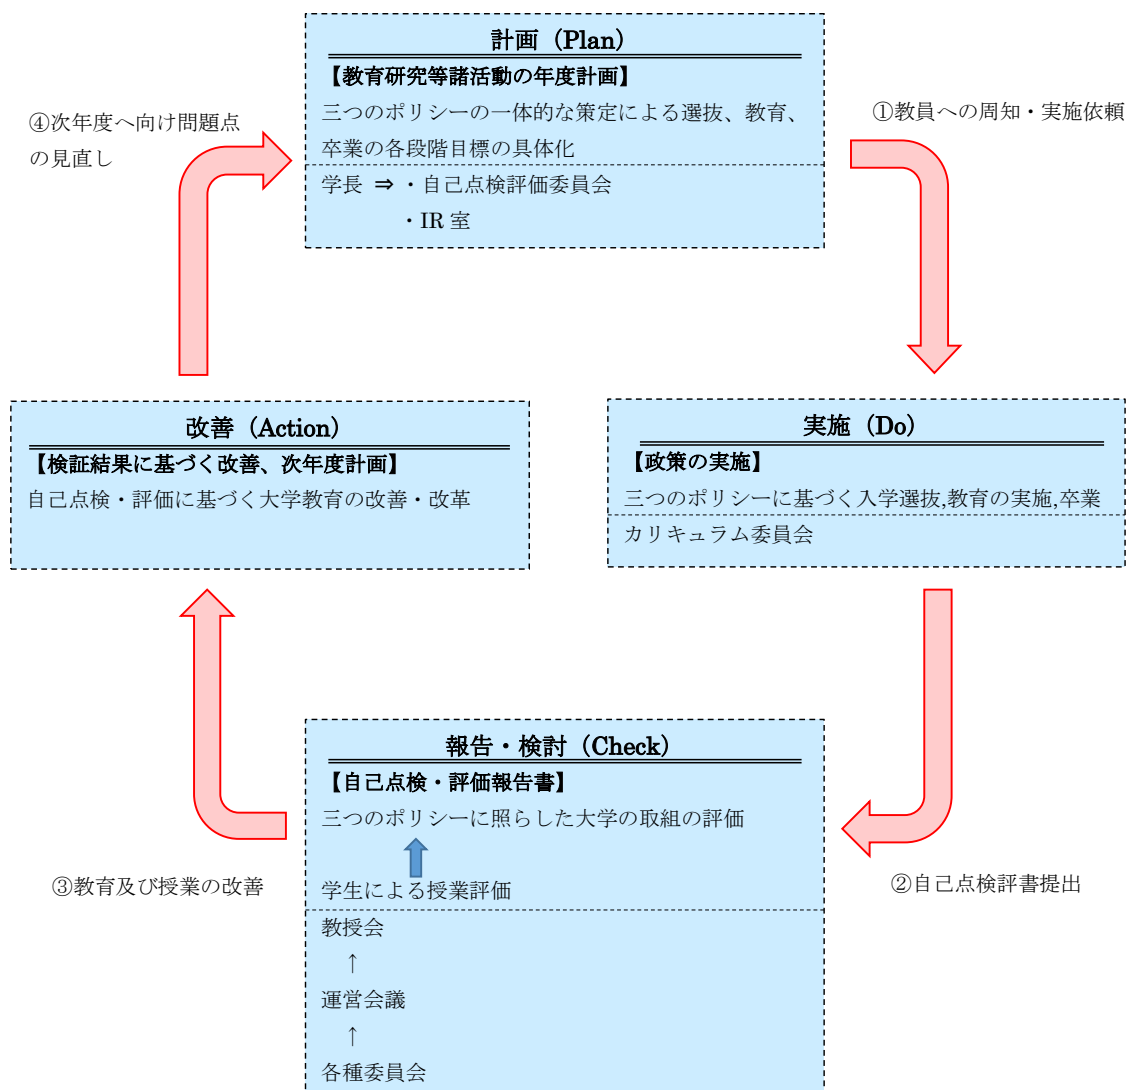 計画（Plan）
【教育研究等諸活動の年度計画】
三つのポリシーの一体的な策定による選抜、教育、
卒業の各段階目標の具体化
学長 ⇒ ・自己点検評価委員会
・IR 室
①教員への周知・実施依頼
④次年度へ向け問題点
の見直し
改善（Action）
【検証結果に基づく改善、次年度計画】
自己点検・評価に基づく大学教育の改善・改革
実施（Do）
【政策の実施】
三つのポリシーに基づく入学選抜,教育の実施,卒業
カリキュラム委員会
報告・検討（Check）
【自己点検・評価報告書】
三つのポリシーに照らした大学の取組の評価
学生による授業評価
教授会
↑
運営会議
↑
各種委員会
②自己点検評書提出
③教育及び授業の改善